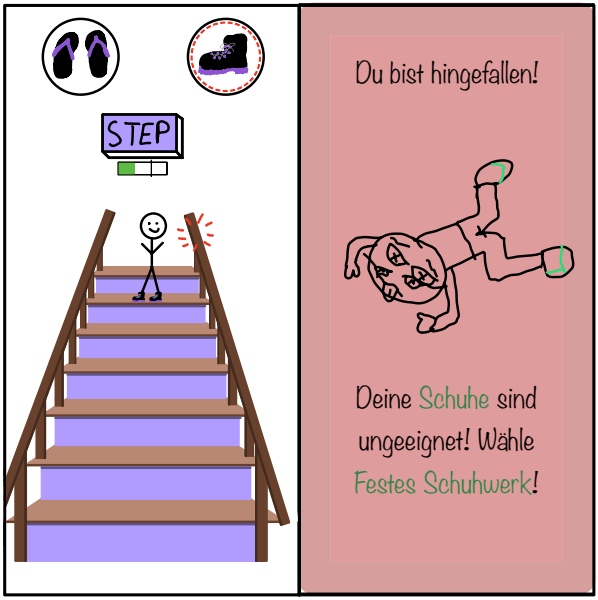 STEP
Du bist hingefallen!
Deine Schuhe sind
ungeeignet! Wähle
Festes Schuhwerk!